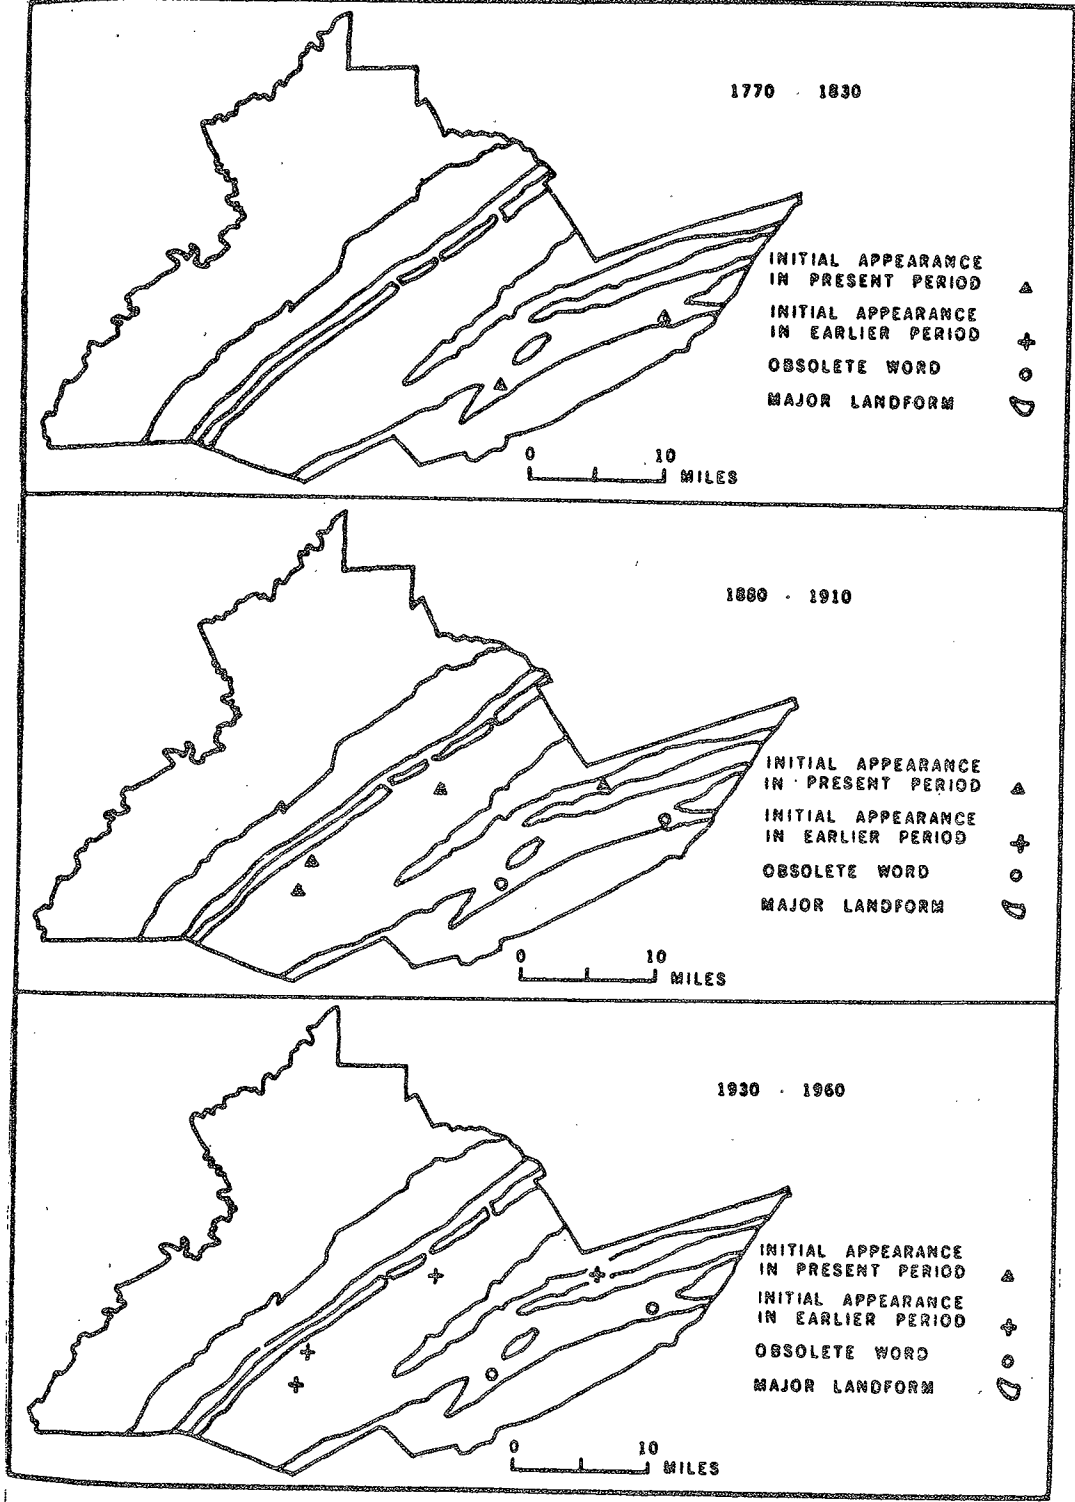 1770 - 1830
INITIAL APPEARANCE
IN PRESENT PERIOD
INITIAL APPEARANCE
IN EARLIER PERIOD
OBSOLETE WORD
MAJOR LANDFORM
0 10
MILES
1880 - 1910
INITIAL APPEARANCE
IN PRESENT PERIOD
INITIAL APPEARANCE
IN EARLIER PERIOD
OBSOLETE WORD
MAJOR LANDFORM
0 10
MILES
1930 - 1960
INITIAL APPEARANCE
IN PRESENT PERIOD
INITIAL APPEARANCE
IN EARLIER PERIOD
OBSOLETE WORD
MAJOR LANDFORM
0 10
MILES